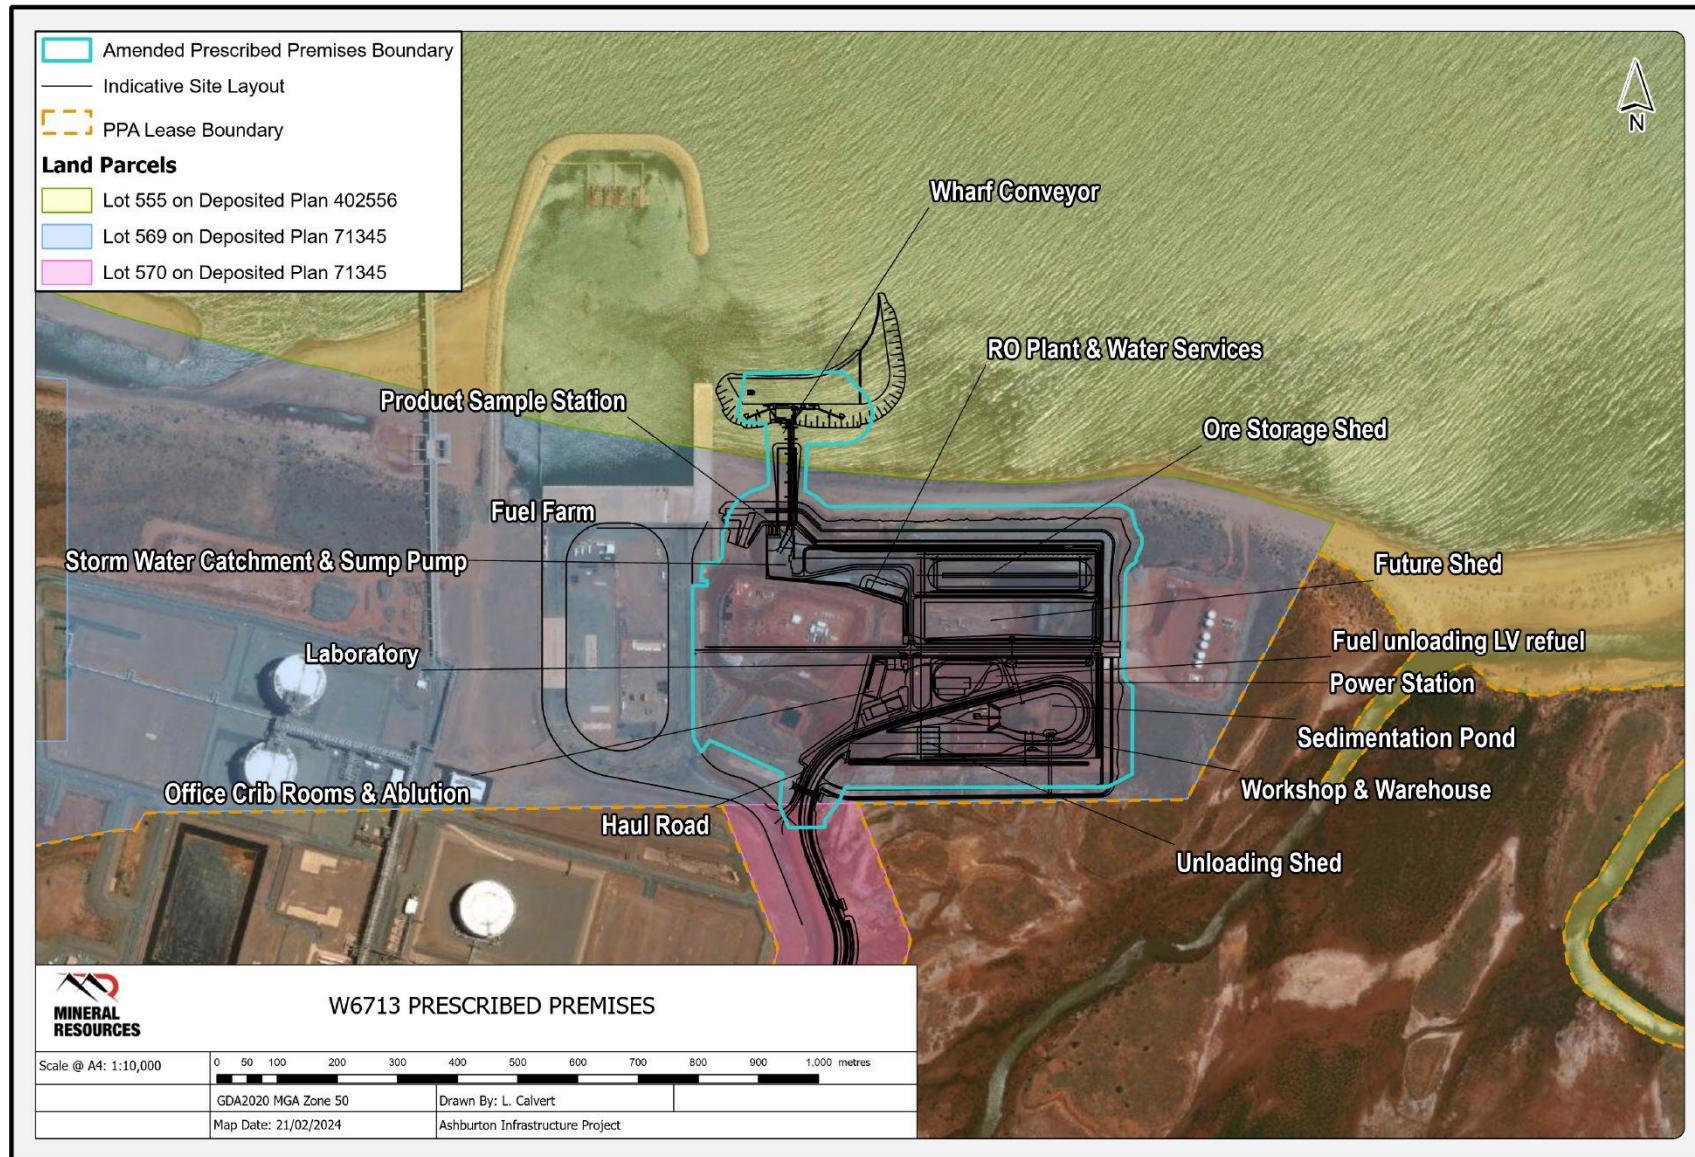 Amended Prescribed Premises Boundary
Indicative Site Layout
PPA Lease Boundary
Land Parcels
Lot 555 on Deposited Plan 402556
Lot 569 on Deposited Plan 71345
Lot 570 on Deposited Plan 71345
N
Wharf Conveyor
RO Plant & Water Services
Product Sample Station
Ore Storage Shed
Fuel Farm
Storm Water Catchment & Sump Pump
Future Shed
Fuel unloading LV refuel
Laboratory
Power Station
Sedimentation Pond
Office Crib Rooms & Ablution
Workshop & Warehouse
Haul Road
Unloading Shed
MINERAL
RESOURCES
W6713 PRESCRIBED PREMISES
Scale @ A4: 1:10,000
0 50 100 200 300 400 500 600 700 800 900 1,000 metres
GDA2020 MGA Zone 50
Drawn By: L. Calvert
Map Date: 21/02/2024
Ashburton Infrastructure Project